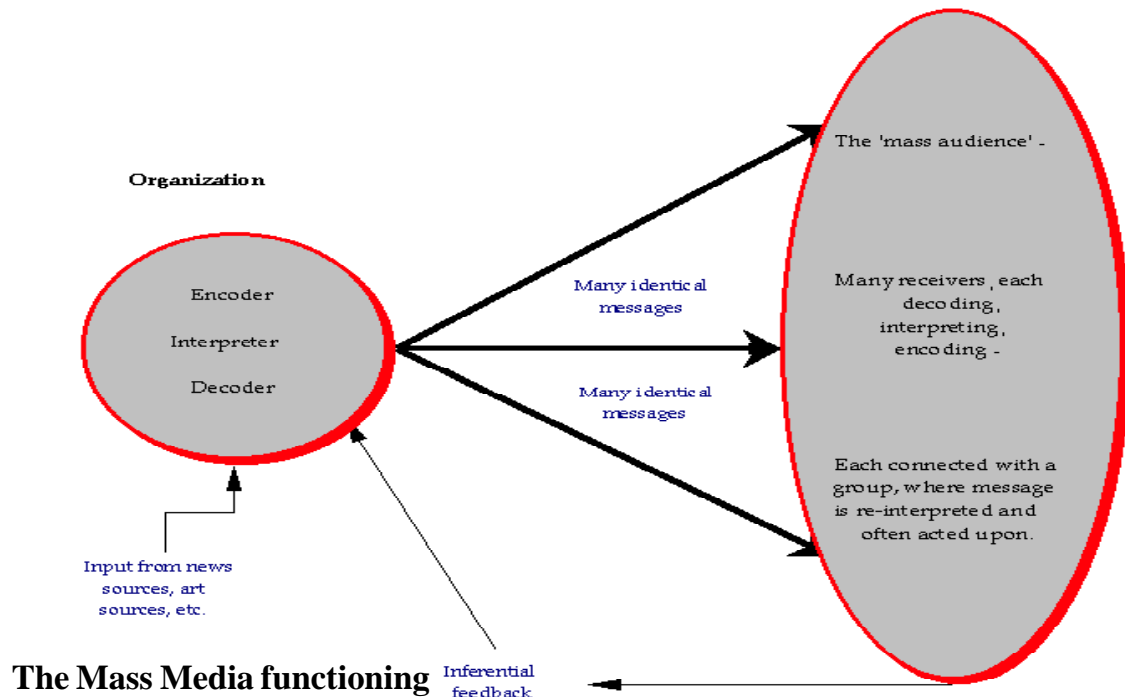 Organization
Encoder
Interpreter
Decoder
Input from news
sources, art
sources, etc.
Many identical
messages
Many identical
messages
The 'mass audience' -
Many receivers, each
decoding,
interpreting,
encoding -
Each connected with a
group, where message
is re-interpreted and
often acted upon.
The Mass Media functioning
Inferential
feedback